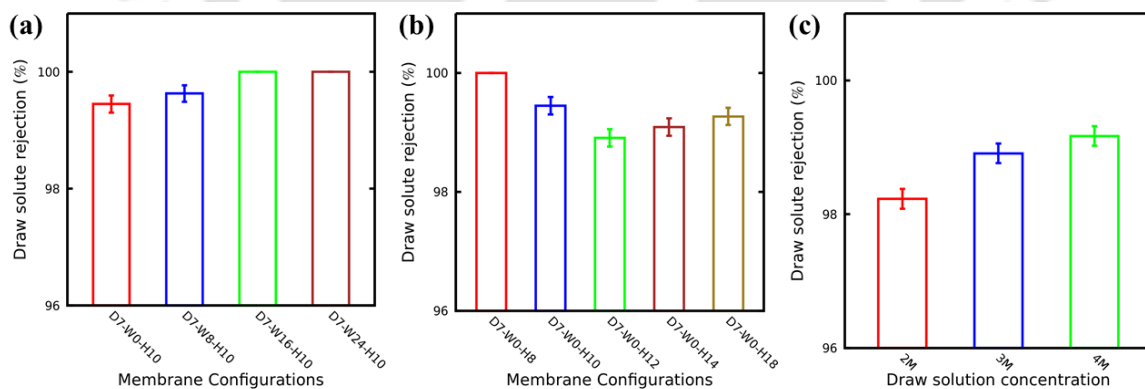 (a)
Draw solute rejection (%)
100
98
96
D7-W0-H10
D7-W8-H10
D7-W16-H10
D7-W24-H10
Membrane Configurations
(b)
Draw solute rejection (%)
100
98
96
D7-W0-H8
D7-W0-H10
D7-W0-H12
D7-W0-H14
D7-W0-H18
Membrane Configurations
(c)
Draw solute rejection (%)
100
98
96
2M
3M
4M
Draw solution concentration